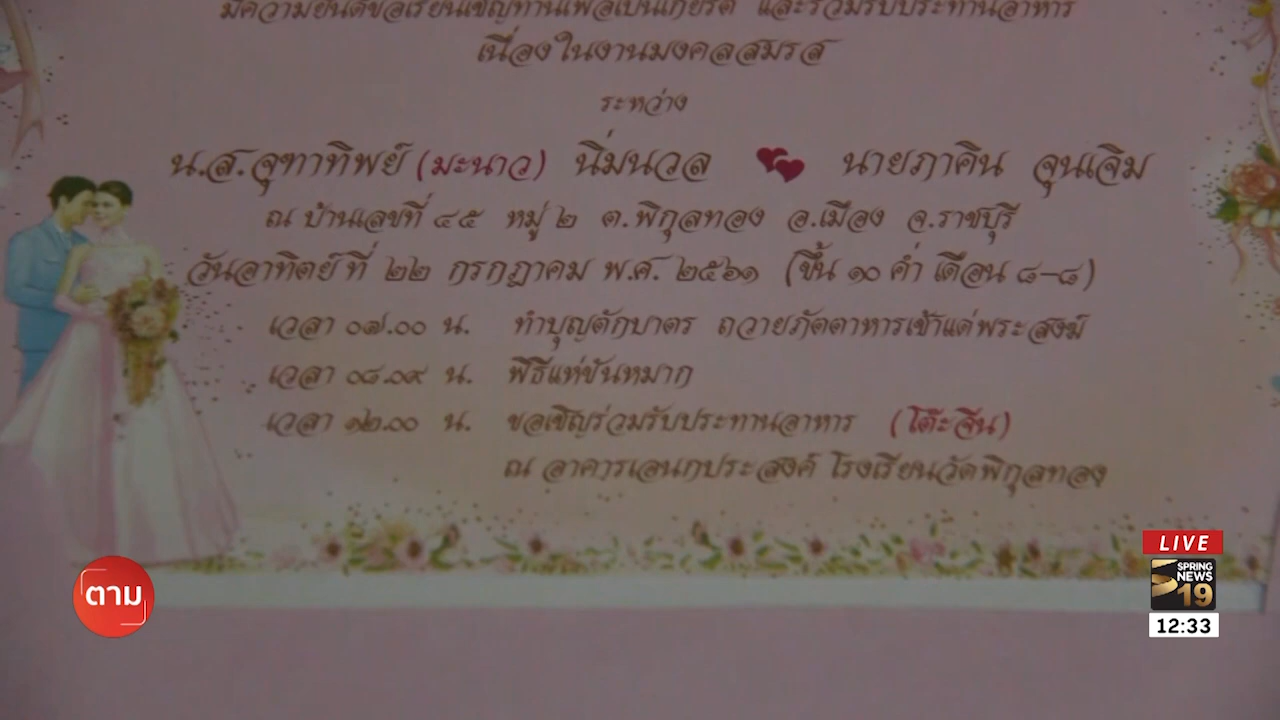 มีความยินดีขอเรียนเชิญท่านเพื่อเป็นเกียรติ และร่วมรับประทานอาหาร
เนื่องในงานมงคลสมรส
ระหว่าง
น.ส.จุฑาทิพย์ (มะนาว) นิ่มนวล นายภาคิน จุนเจิม
ณ บ้านเลขที่ ๔๕ หมู่ ๒ ต.พิกุลทอง อ.เมือง จ.ราชบุรี
วันอาทิตย์ที่ ๒๒ กรกฎาคม พ.ศ. ๒๕๖๑ (ขึ้น ๑๐ ค่ำ เดือน ๘-๘)
เวลา ๐๗.๐๐ น. ทำบุญตักบาตร ถวายภัตตาหารเช้าแด่พระสงฆ์
เวลา ๐๘.๐๙ น. พิธีแห่ขันหมาก
เวลา ๑๒.๐๐ น. ขอเชิญร่วมรับประทานอาหาร (โต๊ะจีน)
ณ อาคารเอนกประสงค์ โรงเรียนวัดพิกุลทอง
ตาม
LIVE
SPRING
NEWS
19
12:33